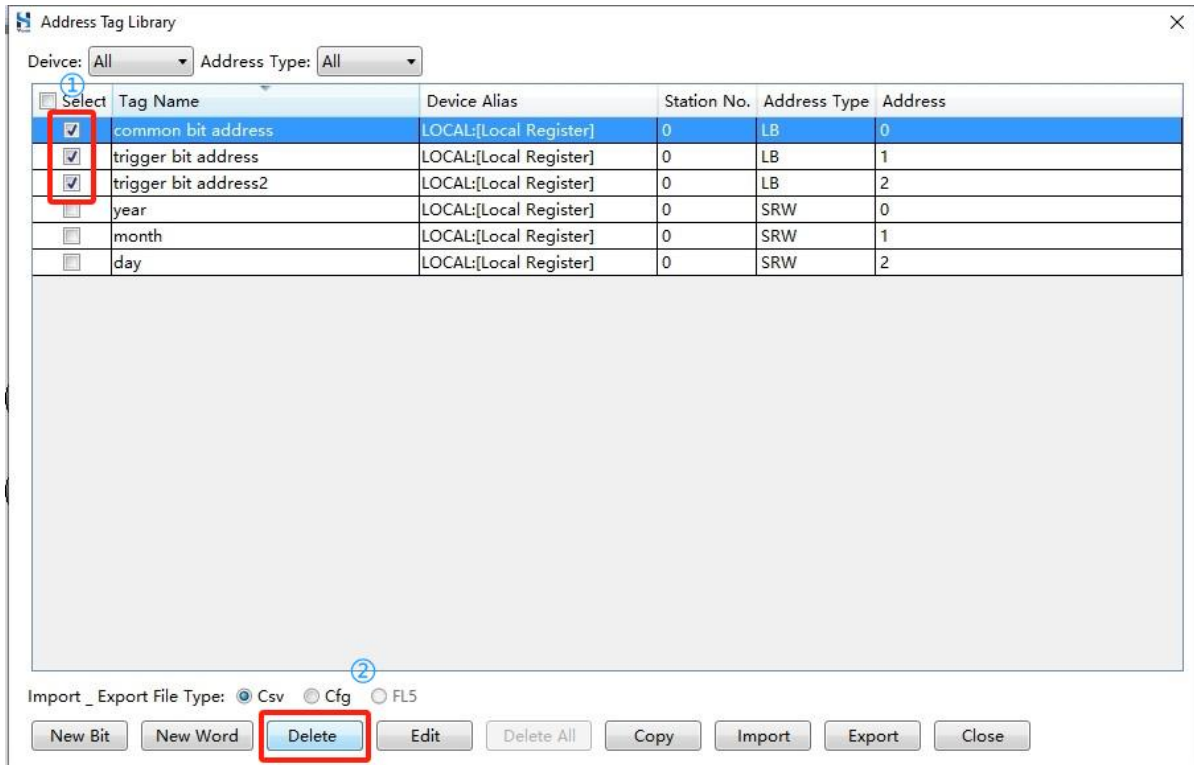 Address Tag Library
Deivce: All Address Type: All
①
Select Tag Name Device Alias Station No. Address Type Address
common bit address LOCAL:[Local Register] 0 LB 0
trigger bit address LOCAL:[Local Register] 0 LB 1
trigger bit address2 LOCAL:[Local Register] 0 LB 2
year LOCAL:[Local Register] 0 SRW 0
month LOCAL:[Local Register] 0 SRW 1
day LOCAL:[Local Register] 0 SRW 2
②
Import _ Export File Type: Csv Cfg FL5
New Bit New Word Delete Edit Delete All Copy Import Export Close